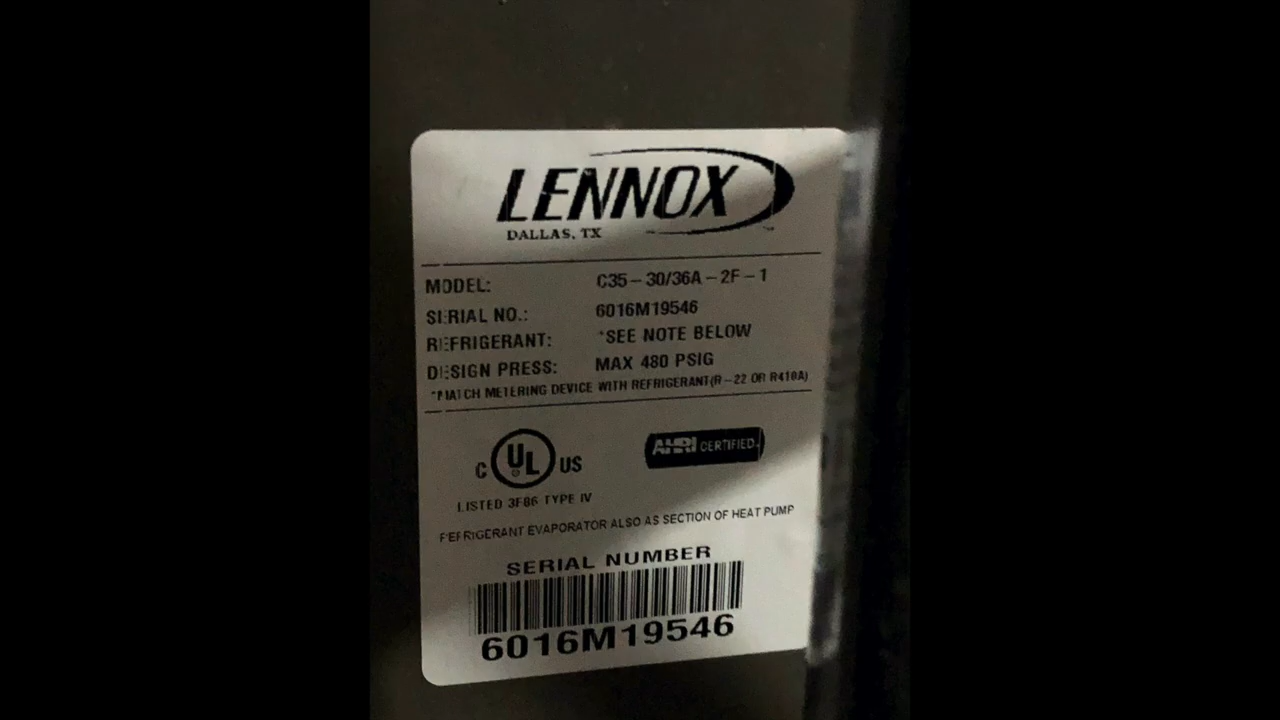 LENNOX
DALLAS, TX
MODEL: C35-30/36A-2F-1
SERIAL NO.: 6016M19546
REFRIGERANT: *SEE NOTE BELOW
DESIGN PRESS: MAX 480 PSIG
*MATCH METERING DEVICE WITH REFRIGERANT(R-22 OR R410A)
C UL US
AHRI CERTIFIED
LISTED 3F86 TYPE IV
REFRIGERANT EVAPORATOR ALSO AS SECTION OF HEAT PUMP
SERIAL NUMBER
6016M19546